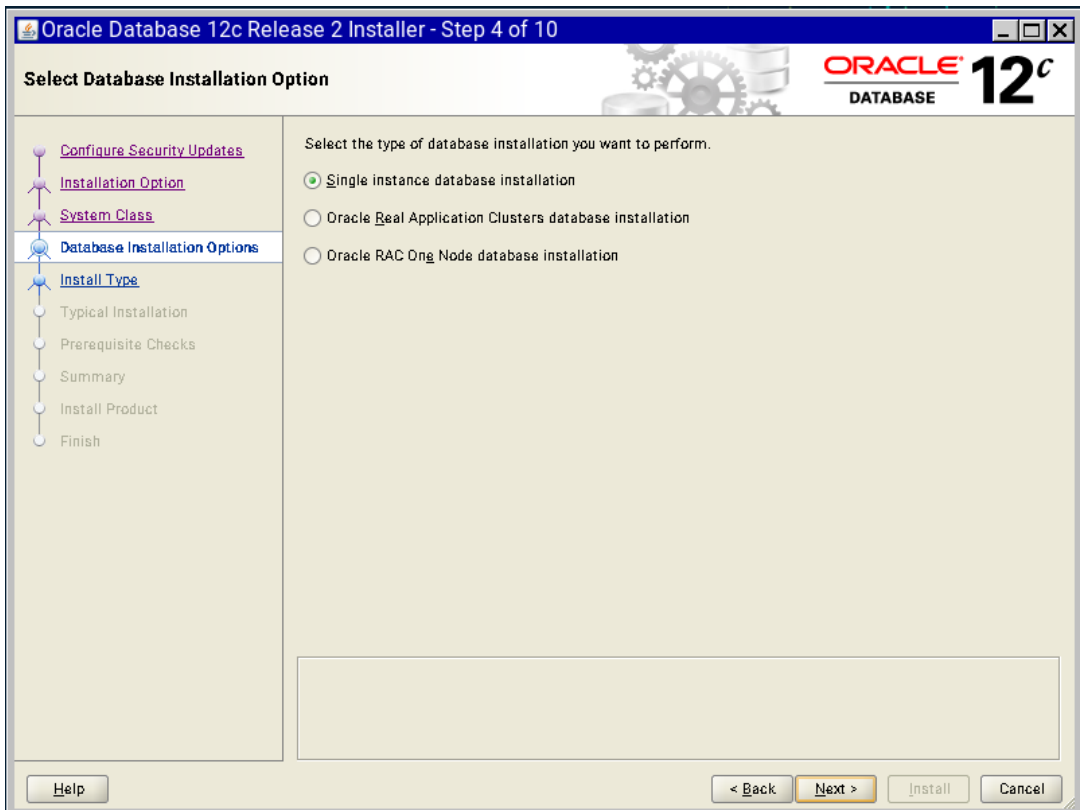 Oracle Database 12c Release 2 Installer - Step 4 of 10
Select Database Installation Option
ORACLE
DATABASE
12c
Configure Security Updates
Installation Option
System Class
Database Installation Options
Install Type
Typical Installation
Prerequisite Checks
Summary
Install Product
Finish
Select the type of database installation you want to perform.
Single instance database installation
Oracle Real Application Clusters database installation
Oracle RAC One Node database installation
Help
< Back
Next >
Install
Cancel